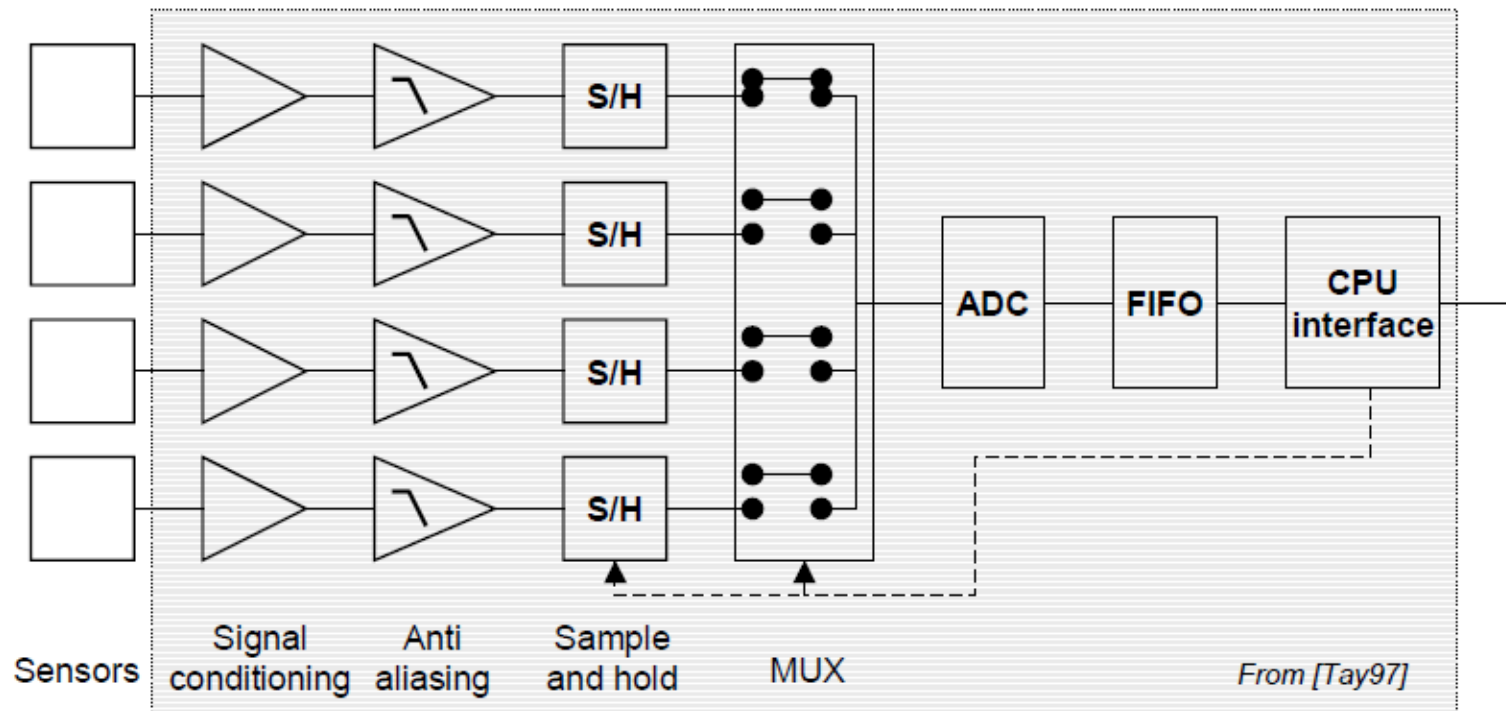 S/H
S/H
S/H
S/H
ADC
FIFO
CPU
interface
Sensors
Signal
conditioning
Anti
aliasing
Sample
and hold
MUX
From [Tay97]